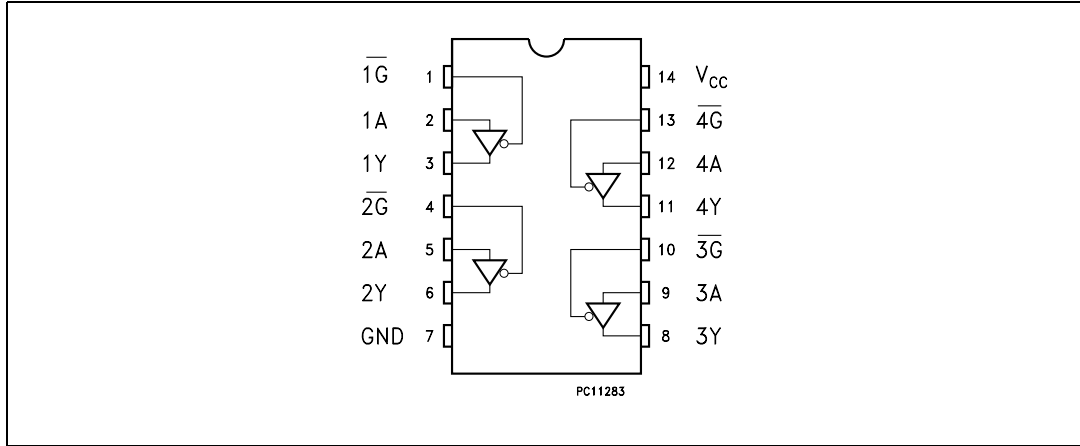 1G̅ 1 14 V_CC
1A 2 13 4G̅
1Y 3 12 4A
2G̅ 4 11 4Y
2A 5 10 3G̅
2Y 6 9 3A
GND 7 8 3Y
PC11283